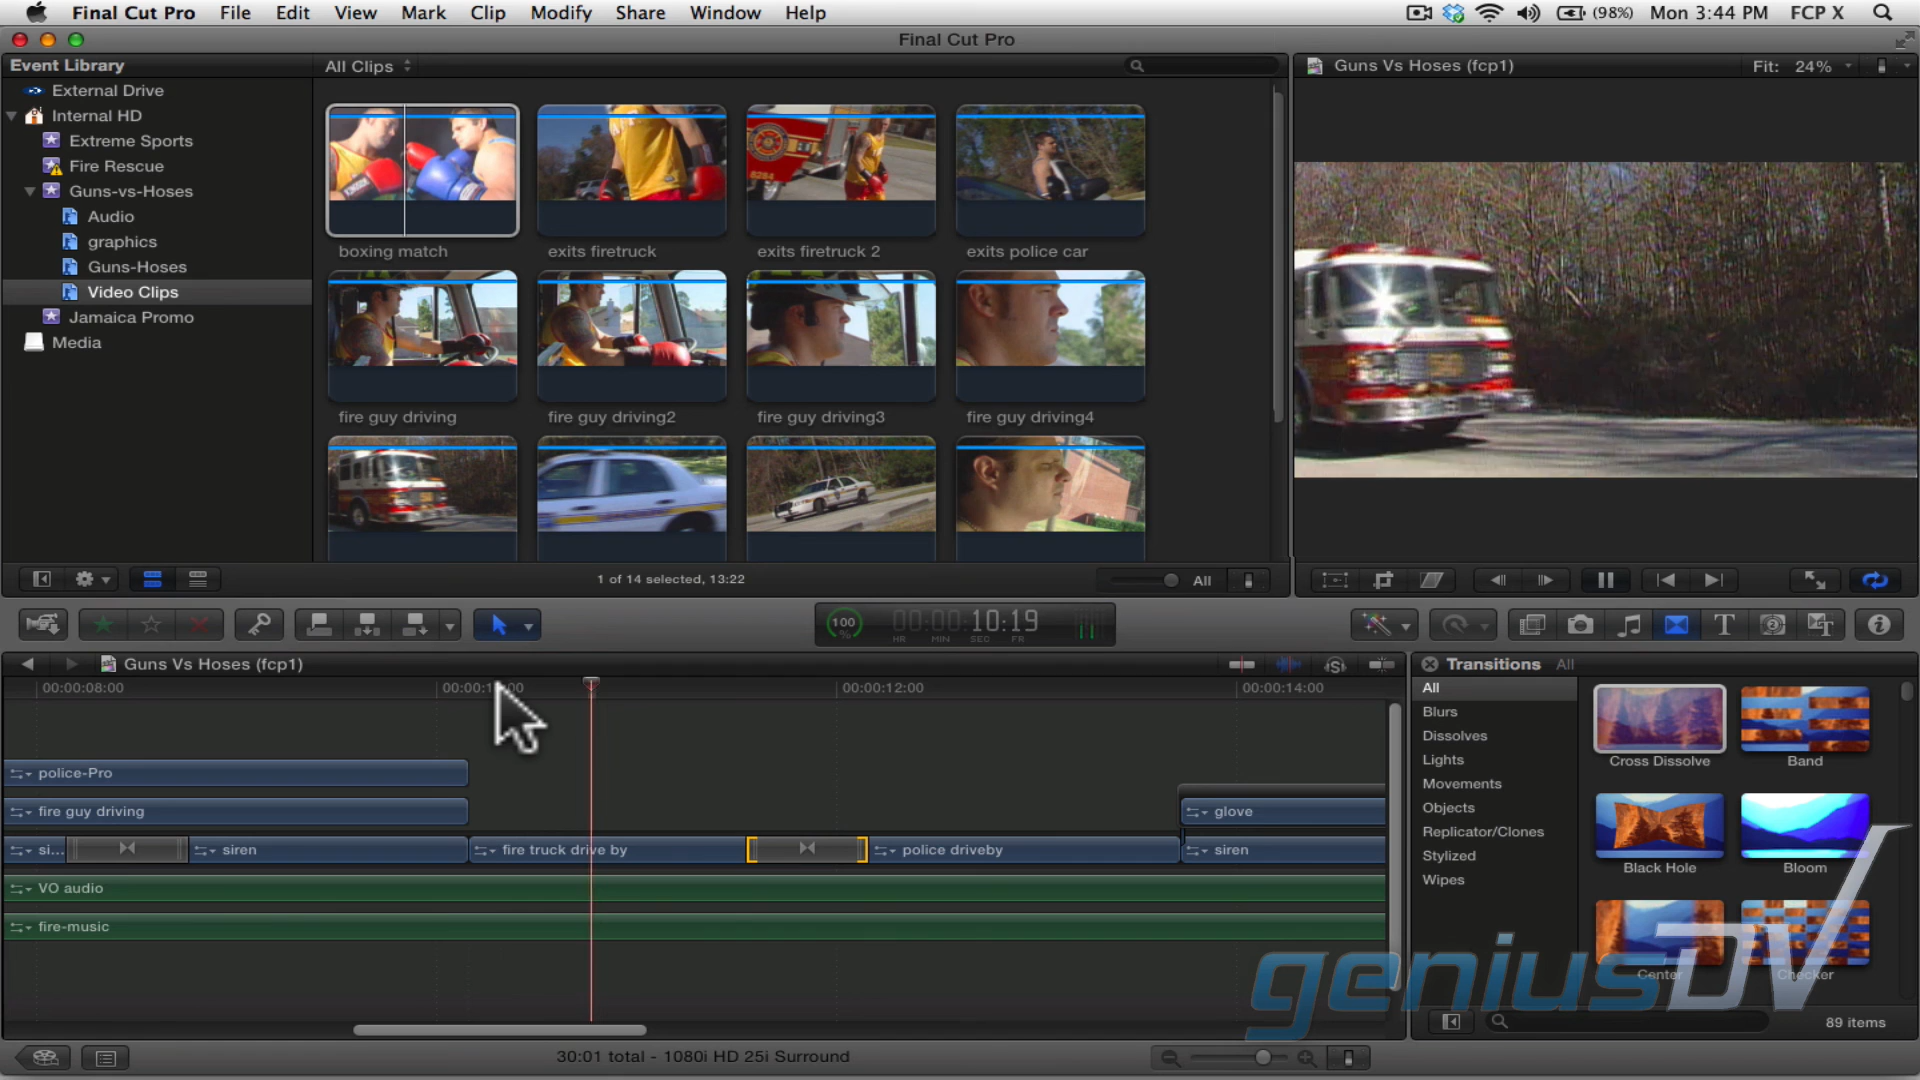 Final Cut Pro File Edit View Mark Clip Modify Share Window Help (98%) Mon 3:44 PM FCP X
Final Cut Pro
Event Library
All Clips
Guns Vs Hoses (fcp1)
Fit: 24%
External Drive
Internal HD
Extreme Sports
Fire Rescue
Guns-vs-Hoses
Audio
graphics
Guns-Hoses
Video Clips
Jamaica Promo
Media
boxing match
exits firetruck
exits firetruck 2
exits police car
fire guy driving
fire guy driving2
fire guy driving3
fire guy driving4
1 of 14 selected, 13:22
All
100
%
00:00:10:19
HR MIN SEC FR
Guns Vs Hoses (fcp1)
00:00:08:00
00:00:12:00
00:00:14:00
police-Pro
fire guy driving
glove
si...
siren
fire truck drive by
police driveby
siren
VO audio
fire-music
30:01 total - 1080i HD 25i Surround
Transitions All
All
Blurs
Dissolves
Lights
Movements
Objects
Replicator/Clones
Stylized
Wipes
Cross Dissolve
Band
Black Hole
Bloom
Center
Checker
geniusDV
89 items